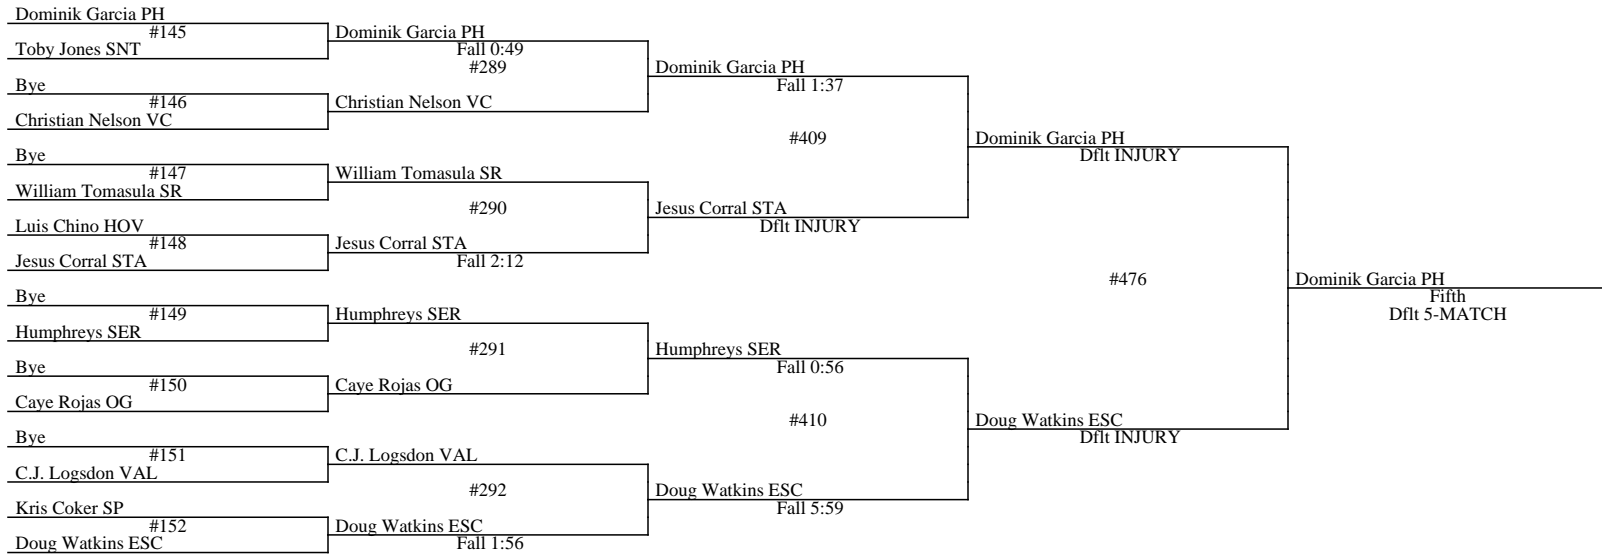 Dominik Garcia PH
#145
Toby Jones SNT
Bye
#146
Christian Nelson VC
Bye
#147
William Tomasula SR
Luis Chino HOV
#148
Jesus Corral STA
Bye
#149
Humphreys SER
Bye
#150
Caye Rojas OG
Bye
#151
C.J. Logsdon VAL
Kris Coker SP
#152
Doug Watkins ESC
Dominik Garcia PH
Fall 0:49
#289
Christian Nelson VC
William Tomasula SR
#290
Jesus Corral STA
Fall 2:12
Humphreys SER
#291
Caye Rojas OG
C.J. Logsdon VAL
#292
Doug Watkins ESC
Fall 1:56
Dominik Garcia PH
Fall 1:37
#409
Jesus Corral STA
Dflt INJURY
Humphreys SER
Fall 0:56
#410
Doug Watkins ESC
Fall 5:59
Dominik Garcia PH
Dflt INJURY
#476
Doug Watkins ESC
Dflt INJURY
Dominik Garcia PH
Fifth
Dflt 5-MATCH